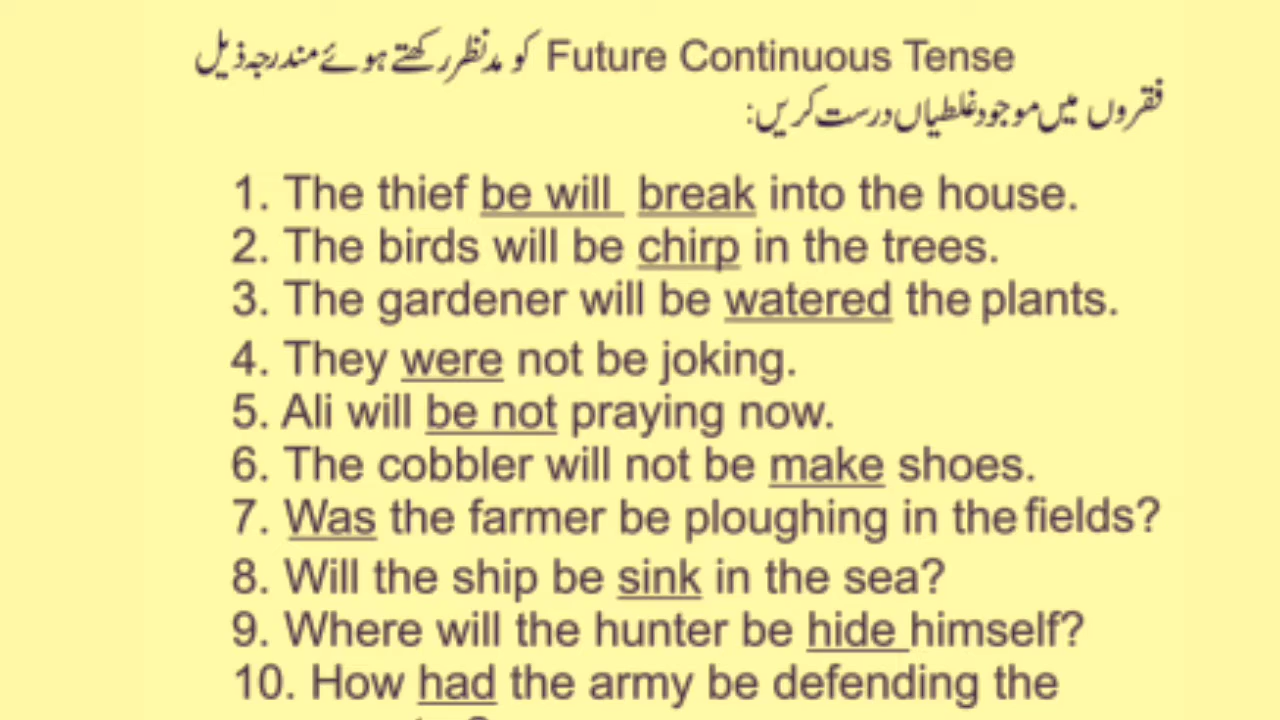 Future Continuous Tense کو مدنظر رکھتے ہوئے مندرجہ ذیل
فقروں میں موجود غلطیاں درست کریں:
1. The thief be will break into the house.
2. The birds will be chirp in the trees.
3. The gardener will be watered the plants.
4. They were not be joking.
5. Ali will be not praying now.
6. The cobbler will not be make shoes.
7. Was the farmer be ploughing in the fields?
8. Will the ship be sink in the sea?
9. Where will the hunter be hide himself?
10. How had the army be defending the